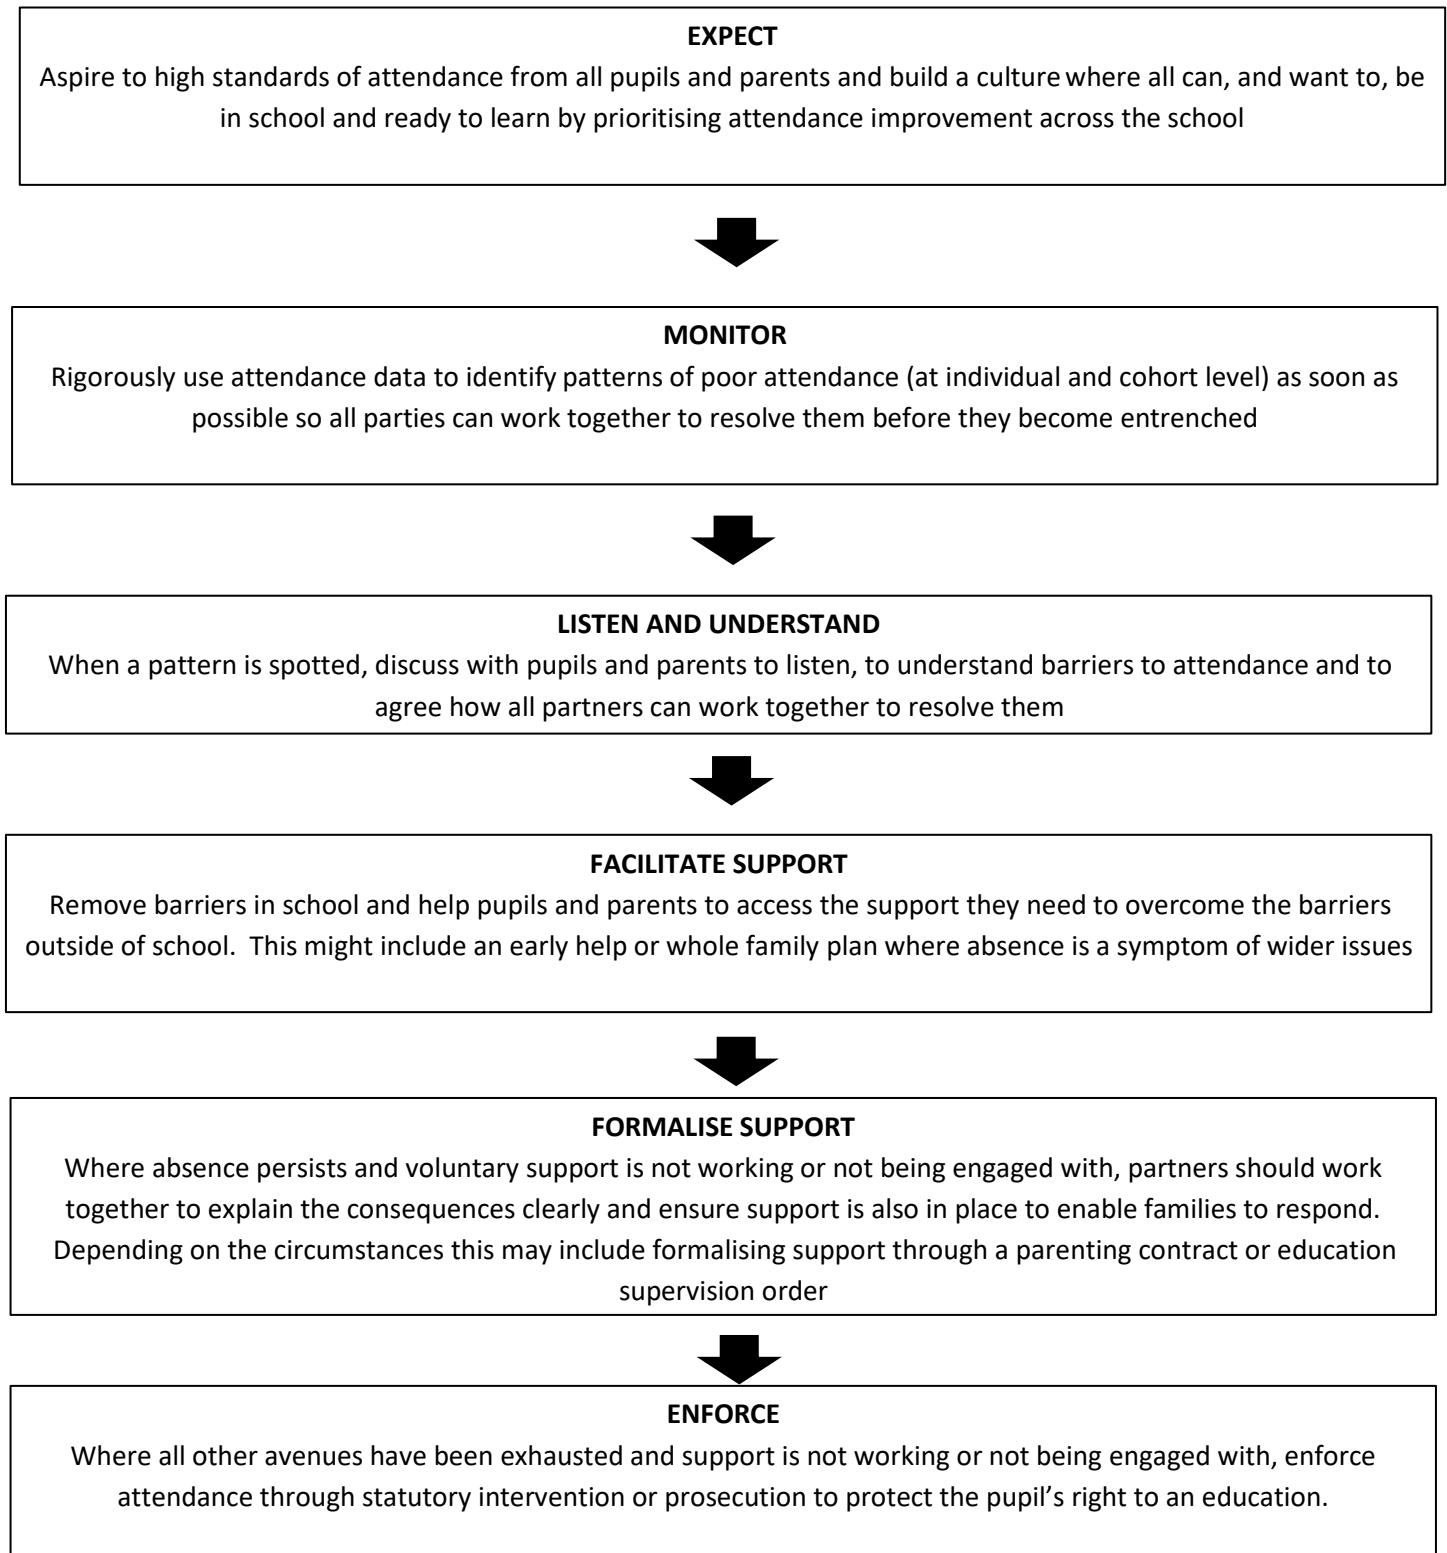 EXPECT
Aspire to high standards of attendance from all pupils and parents and build a culture where all can, and want to, be
in school and ready to learn by prioritising attendance improvement across the school
MONITOR
Rigorously use attendance data to identify patterns of poor attendance (at individual and cohort level) as soon as
possible so all parties can work together to resolve them before they become entrenched
LISTEN AND UNDERSTAND
When a pattern is spotted, discuss with pupils and parents to listen, to understand barriers to attendance and to
agree how all partners can work together to resolve them
FACILITATE SUPPORT
Remove barriers in school and help pupils and parents to access the support they need to overcome the barriers
outside of school.  This might include an early help or whole family plan where absence is a symptom of wider issues
FORMALISE SUPPORT
Where absence persists and voluntary support is not working or not being engaged with, partners should work
together to explain the consequences clearly and ensure support is also in place to enable families to respond.
Depending on the circumstances this may include formalising support through a parenting contract or education
supervision order
ENFORCE
Where all other avenues have been exhausted and support is not working or not being engaged with, enforce
attendance through statutory intervention or prosecution to protect the pupil’s right to an education.